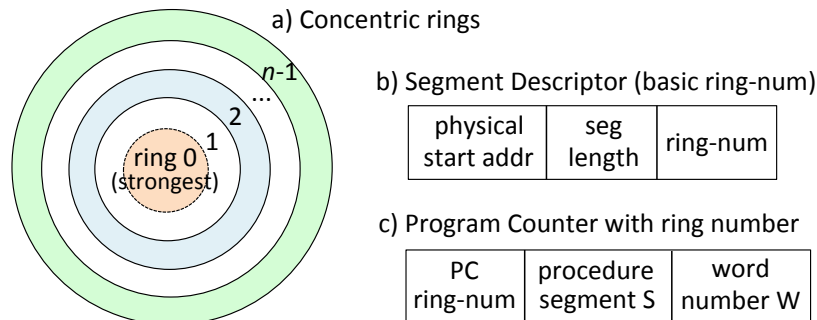 a) Concentric rings
n-1
...
2
1
ring 0
(strongest)
b) Segment Descriptor (basic ring-num)
physical
start addr
seg
length
ring-num
c) Program Counter with ring number
PC
ring-num
procedure
segment S
word
number W